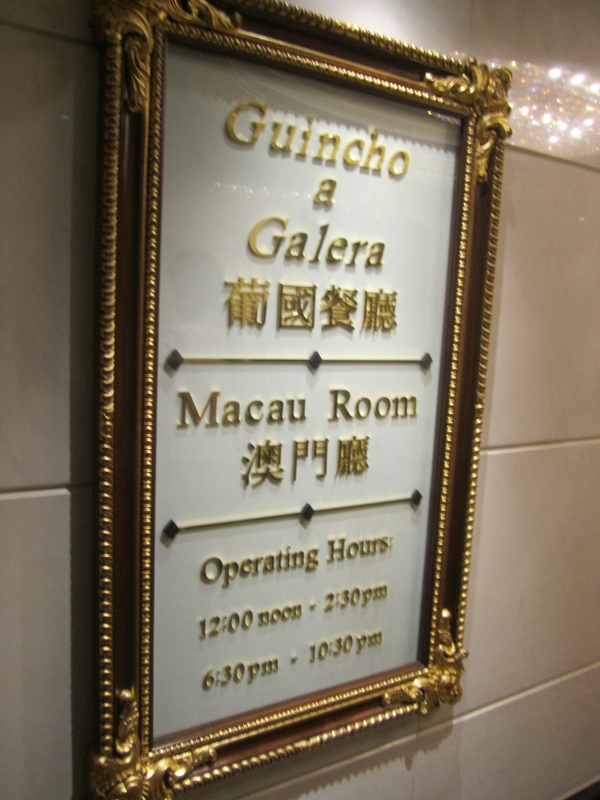 Guincho
a
Galera
葡國餐廳
Macau Room
澳門廳
Operating Hours:
12:00 noon - 2:30 pm
6:30 pm - 10:30 pm